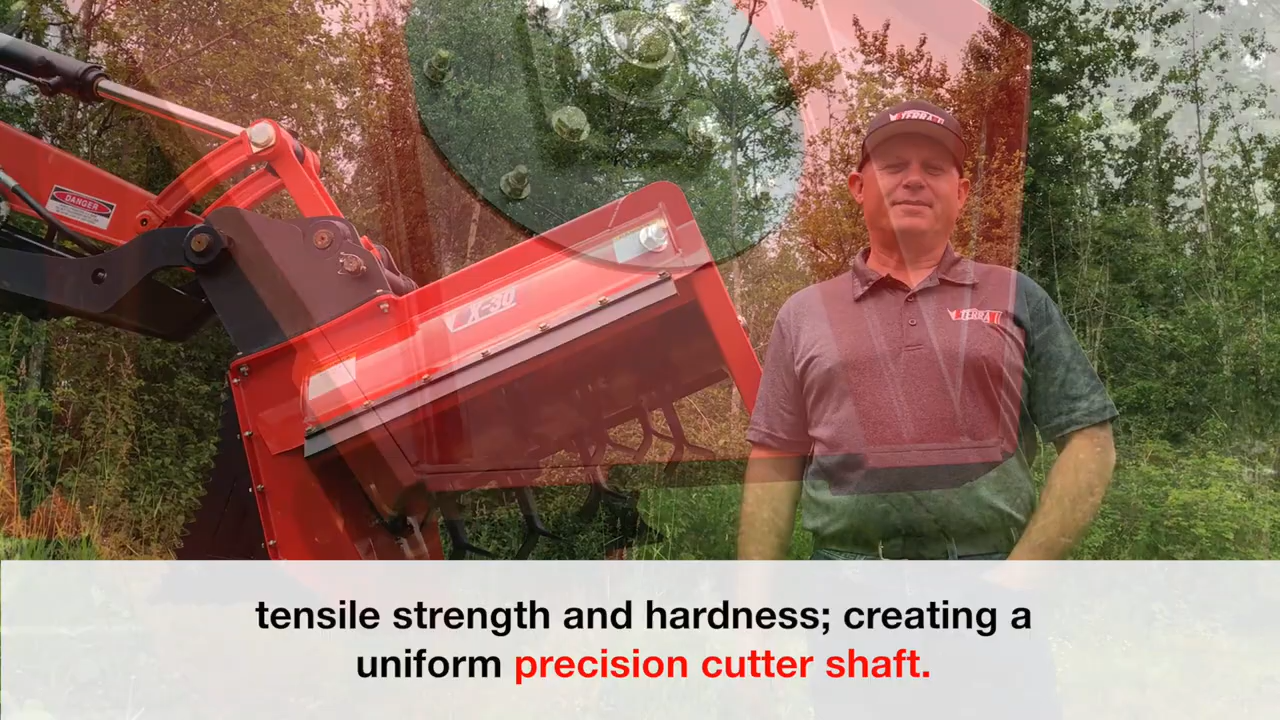 TERRA
DANGER
X-30
TERRA
tensile strength and hardness; creating a
uniform precision cutter shaft.